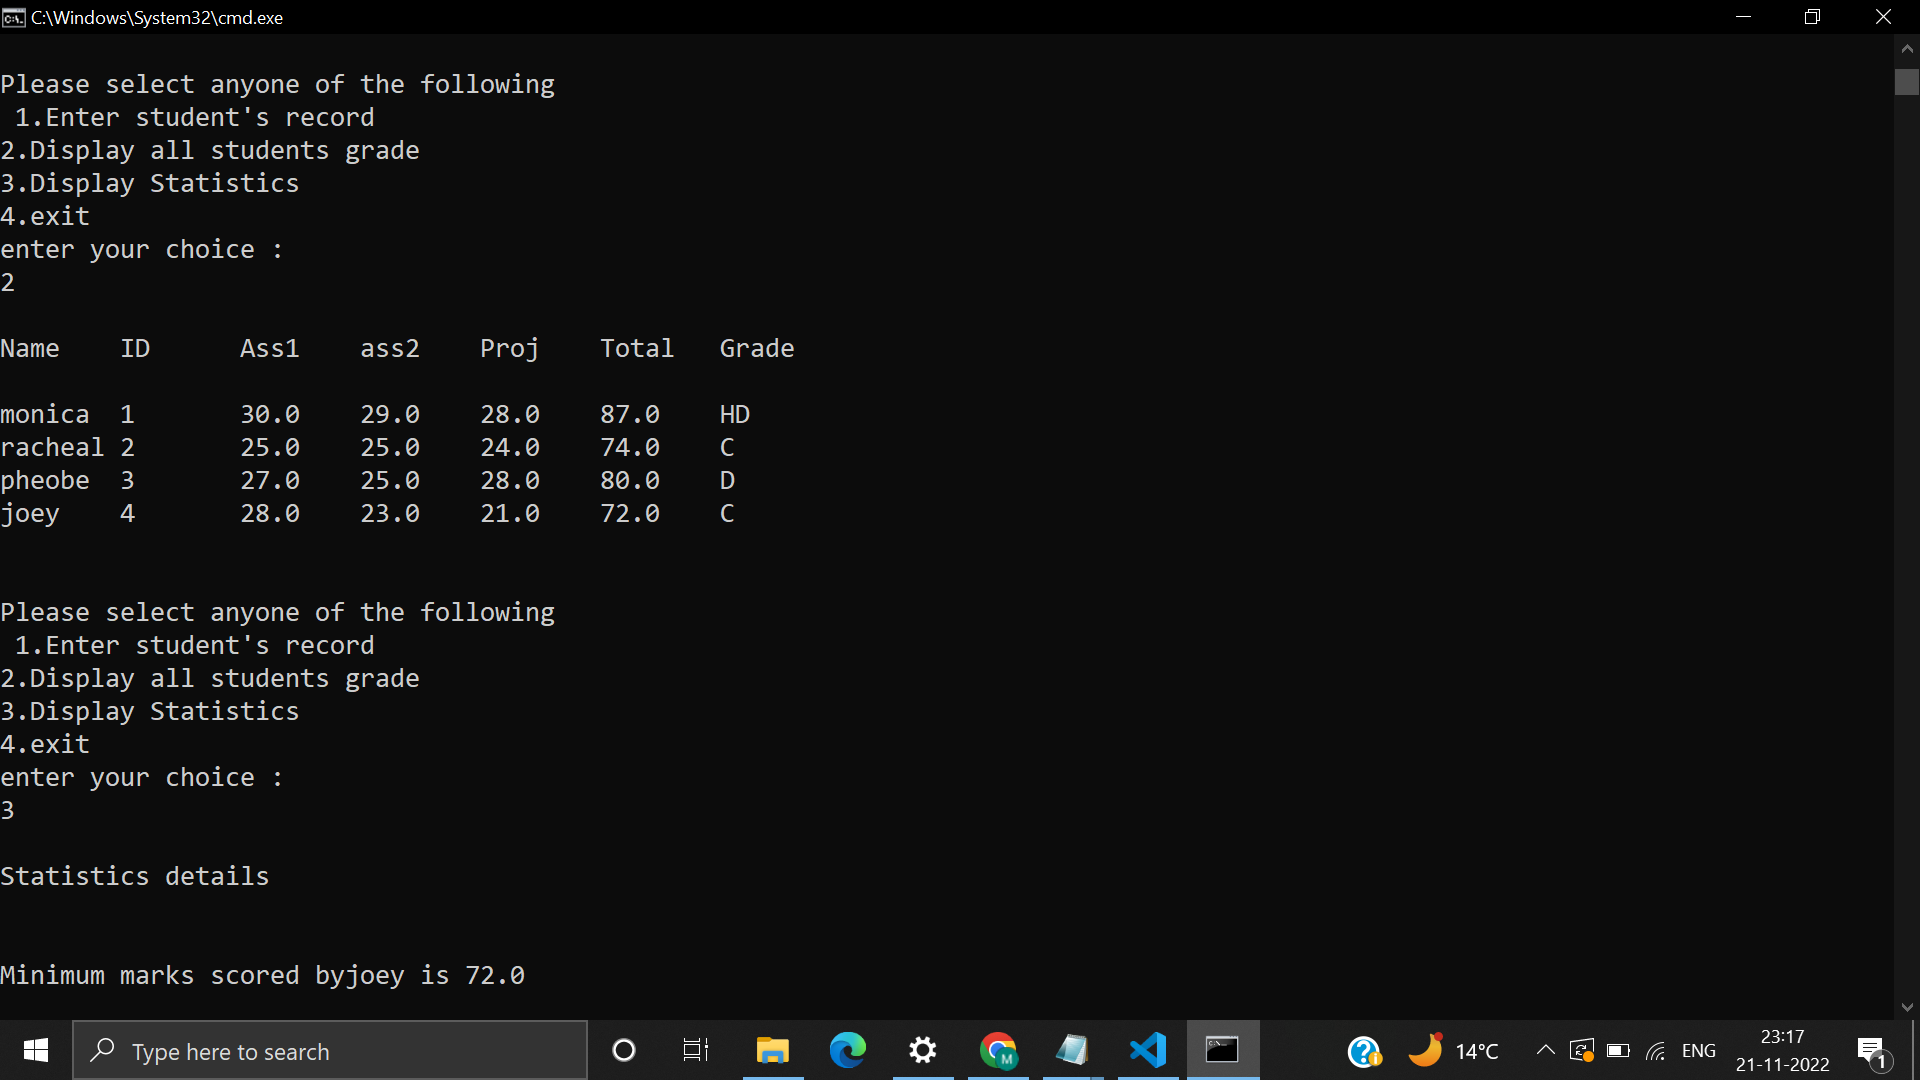 C:\Windows\System32\cmd.exe
Please select anyone of the following
 1.Enter student's record
2.Display all students grade
3.Display Statistics
4.exit
enter your choice :
2
Name    ID      Ass1    ass2    Proj    Total   Grade
monica  1       30.0    29.0    28.0    87.0    HD
racheal 2       25.0    25.0    24.0    74.0    C
pheobe  3       27.0    25.0    28.0    80.0    D
joey    4       28.0    23.0    21.0    72.0    C
Please select anyone of the following
 1.Enter student's record
2.Display all students grade
3.Display Statistics
4.exit
enter your choice :
3
Statistics details
Minimum marks scored byjoey is 72.0
Type here to search
M
14°C
ENG
23:17
21-11-2022
1